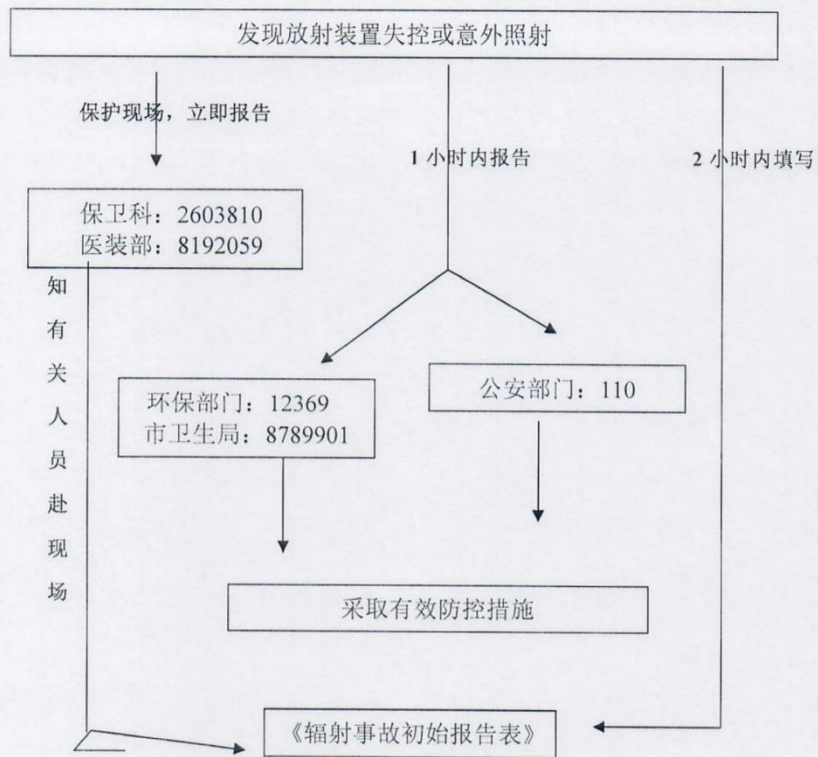 发现放射装置失控或意外照射
保护现场，立即报告
1 小时内报告
2 小时内填写
保卫科：2603810
医装部：8192059
知有关人员赴现场
环保部门：12369
市卫生局：8789901
公安部门：110
采取有效防控措施
《辐射事故初始报告表》